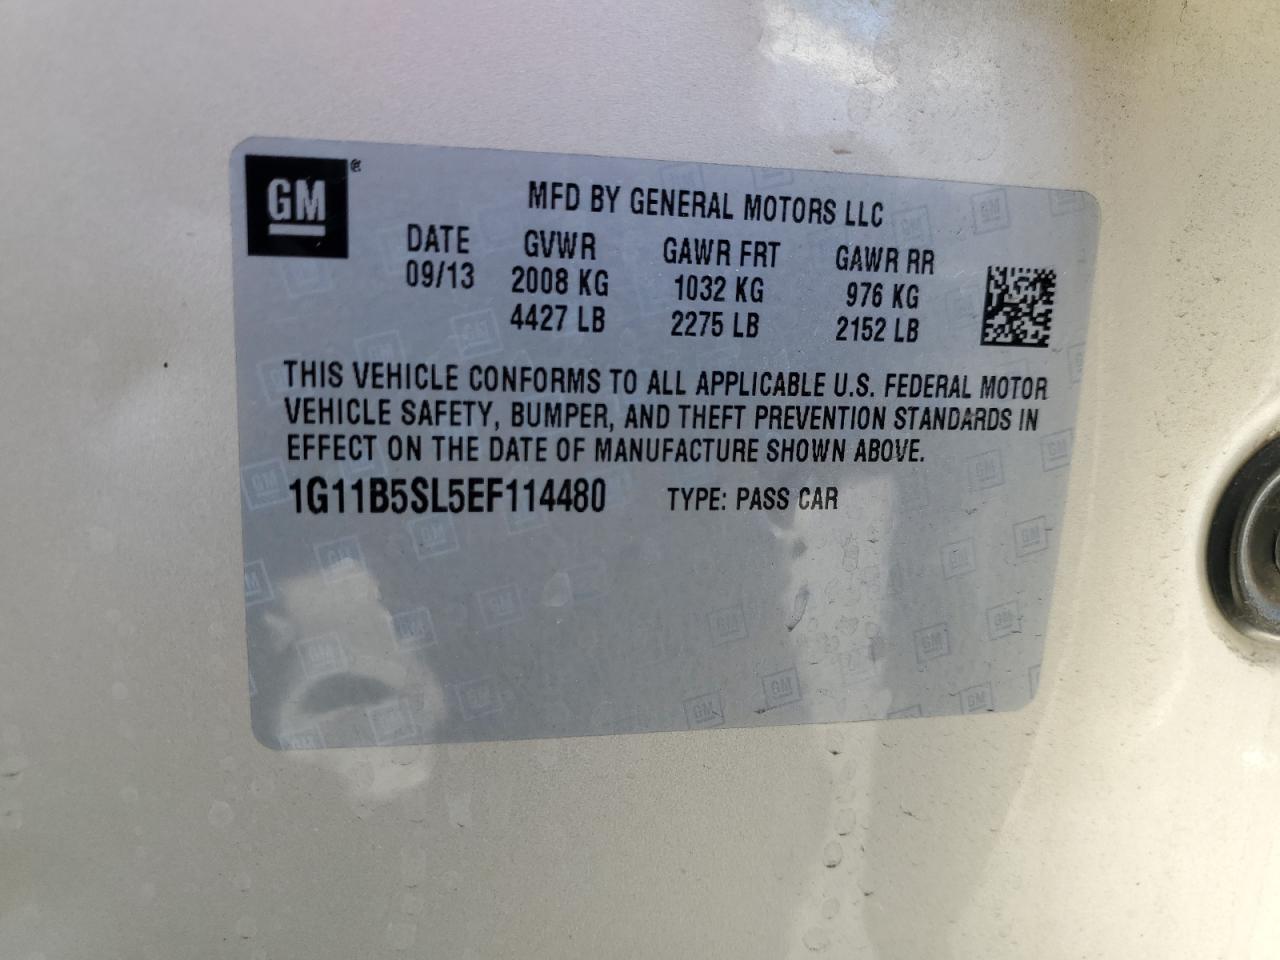 GM®
MFD BY GENERAL MOTORS LLC
DATE GVWR GAWR FRT GAWR RR
09/13 2008 KG 1032 KG 976 KG
4427 LB 2275 LB 2152 LB
THIS VEHICLE CONFORMS TO ALL APPLICABLE U.S. FEDERAL MOTOR
VEHICLE SAFETY, BUMPER, AND THEFT PREVENTION STANDARDS IN
EFFECT ON THE DATE OF MANUFACTURE SHOWN ABOVE.
1G11B5SL5EF114480 TYPE: PASS CAR